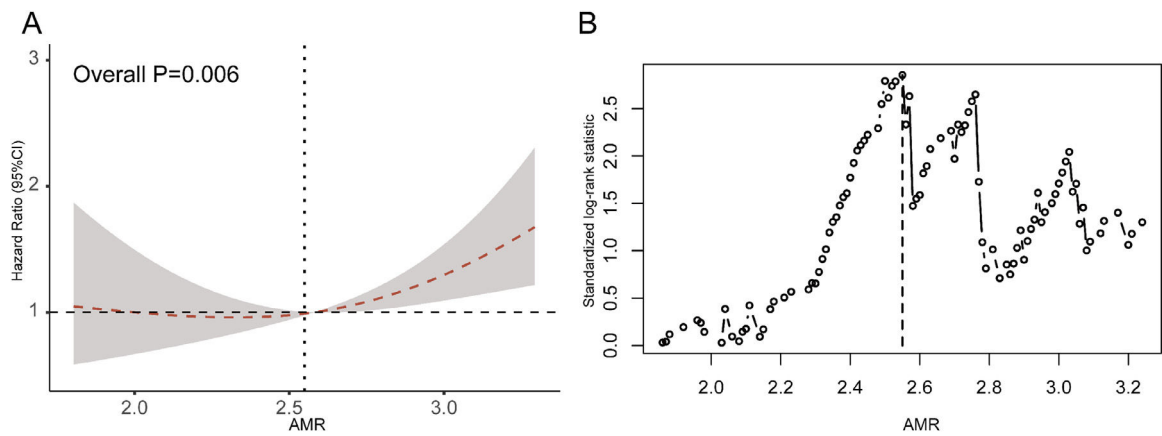 A
3
Overall P=0.006
2
Hazard Ratio (95%CI)
1
2.0
2.5
3.0
AMR
B
2.5
2.0
1.5
1.0
0.5
0.0
Standardized log-rank statistic
2.0
2.2
2.4
2.6
2.8
3.0
3.2
AMR